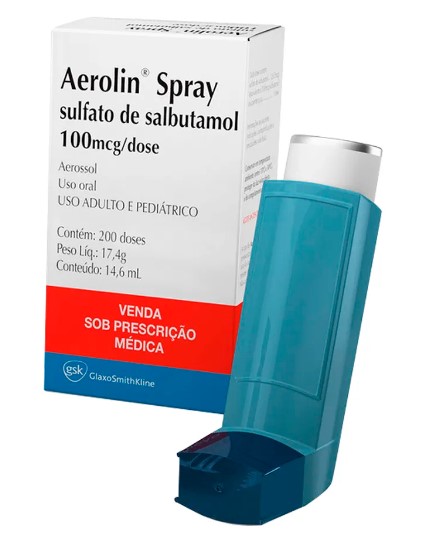 Aerolin® Spray
sulfato de salbutamol
100mcg/dose
Aerossol
Uso oral
USO ADULTO E PEDIÁTRICO
Contém: 200 doses
Peso Líq.: 17,4g
Conteúdo: 14,6 mL
VENDA
SOB PRESCRIÇÃO
MÉDICA
gsk GlaxoSmithKline